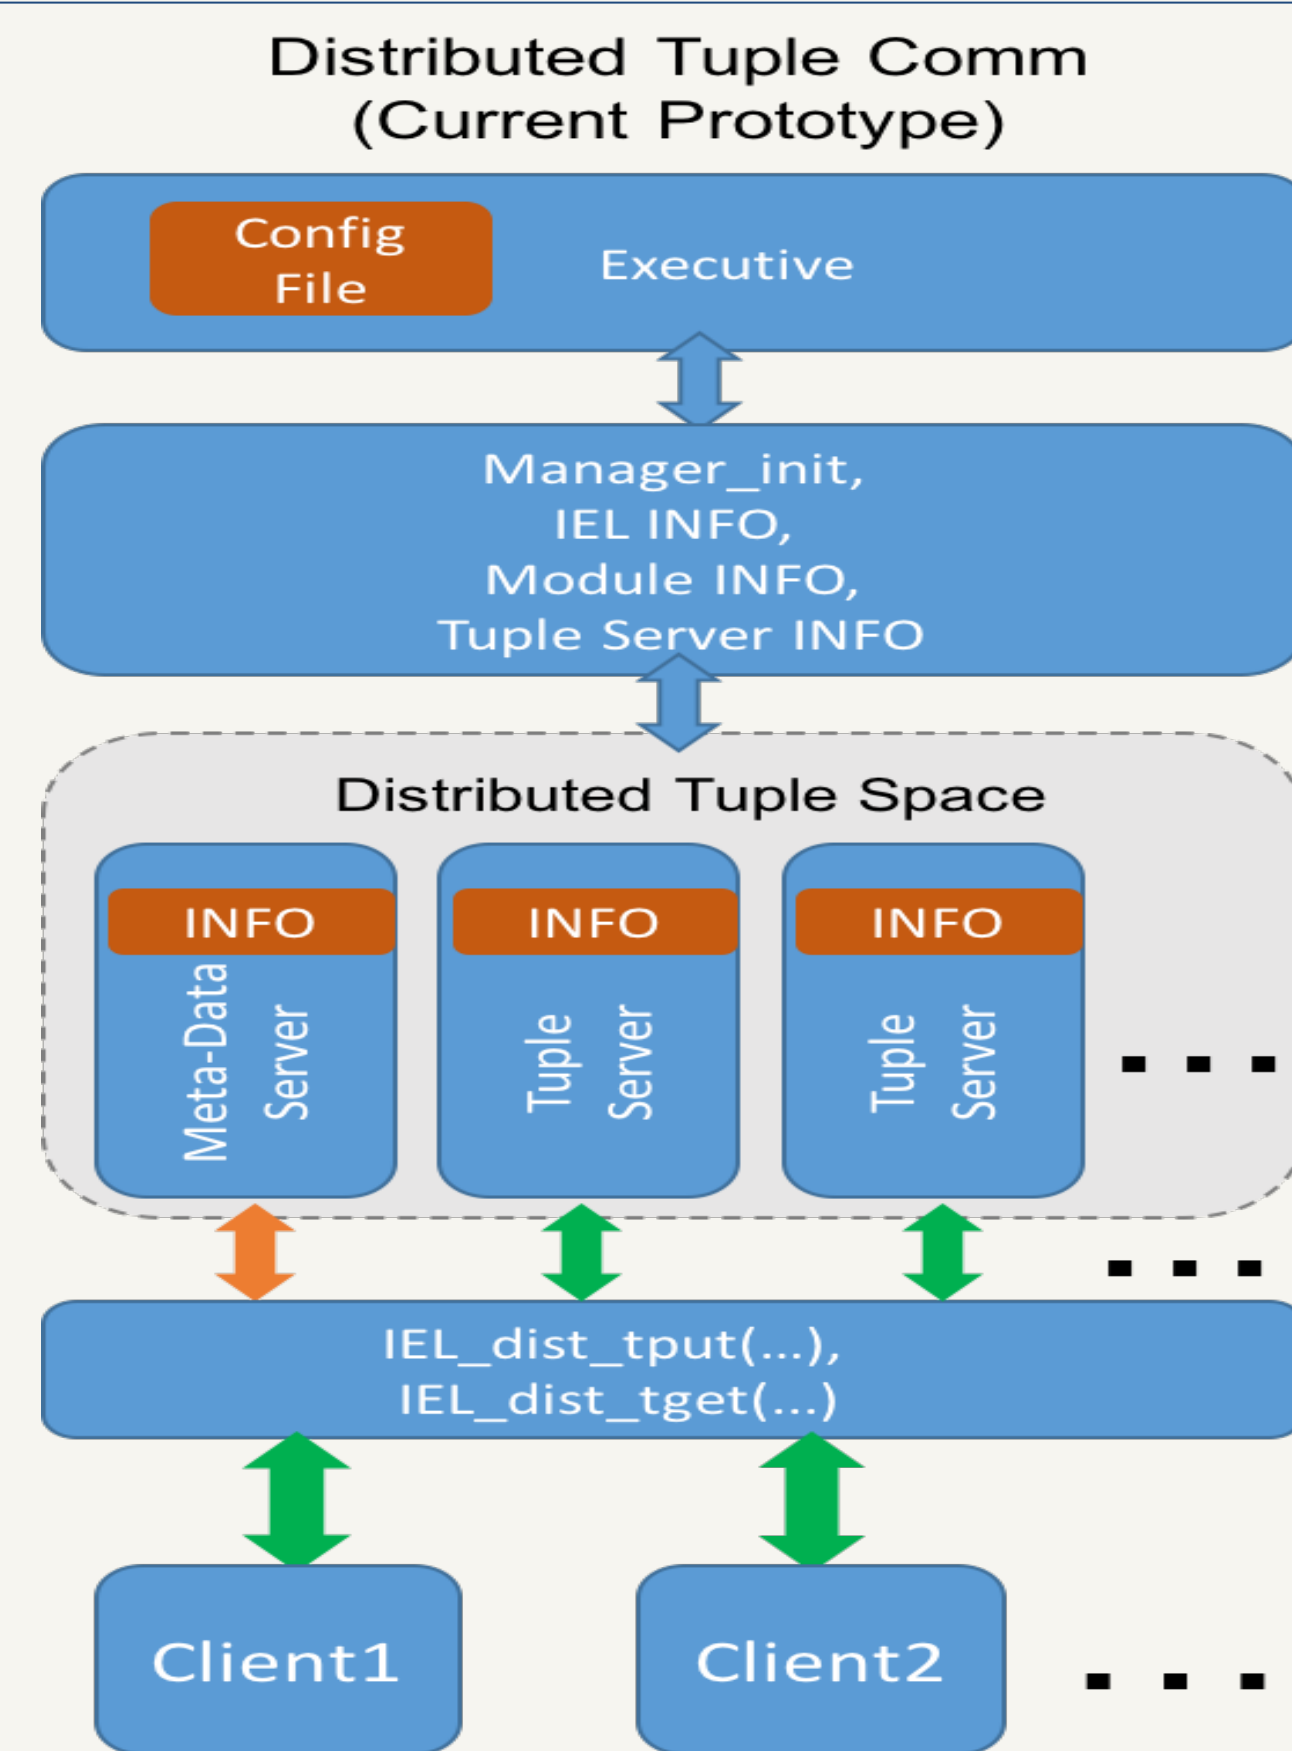 Distributed Tuple Comm
(Current Prototype)
Config
File
Executive
Manager_init,
IEL INFO,
Module INFO,
Tuple Server INFO
Distributed Tuple Space
INFO
Meta-Data
Server
INFO
Tuple
Server
INFO
Tuple
Server
...
...
IEL_dist_tput(...),
IEL_dist_tget(...)
Client1
Client2
...